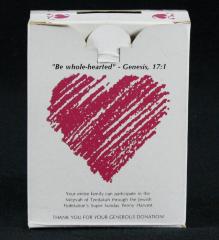 "Be whole-hearted" - Genesis, 17:1
Your entire family can participate in the
Mitzvah of Tzedakah through the Jewish
Federation's Super Sunday Penny Harvest
THANK YOU FOR YOUR GENEROUS DONATION!